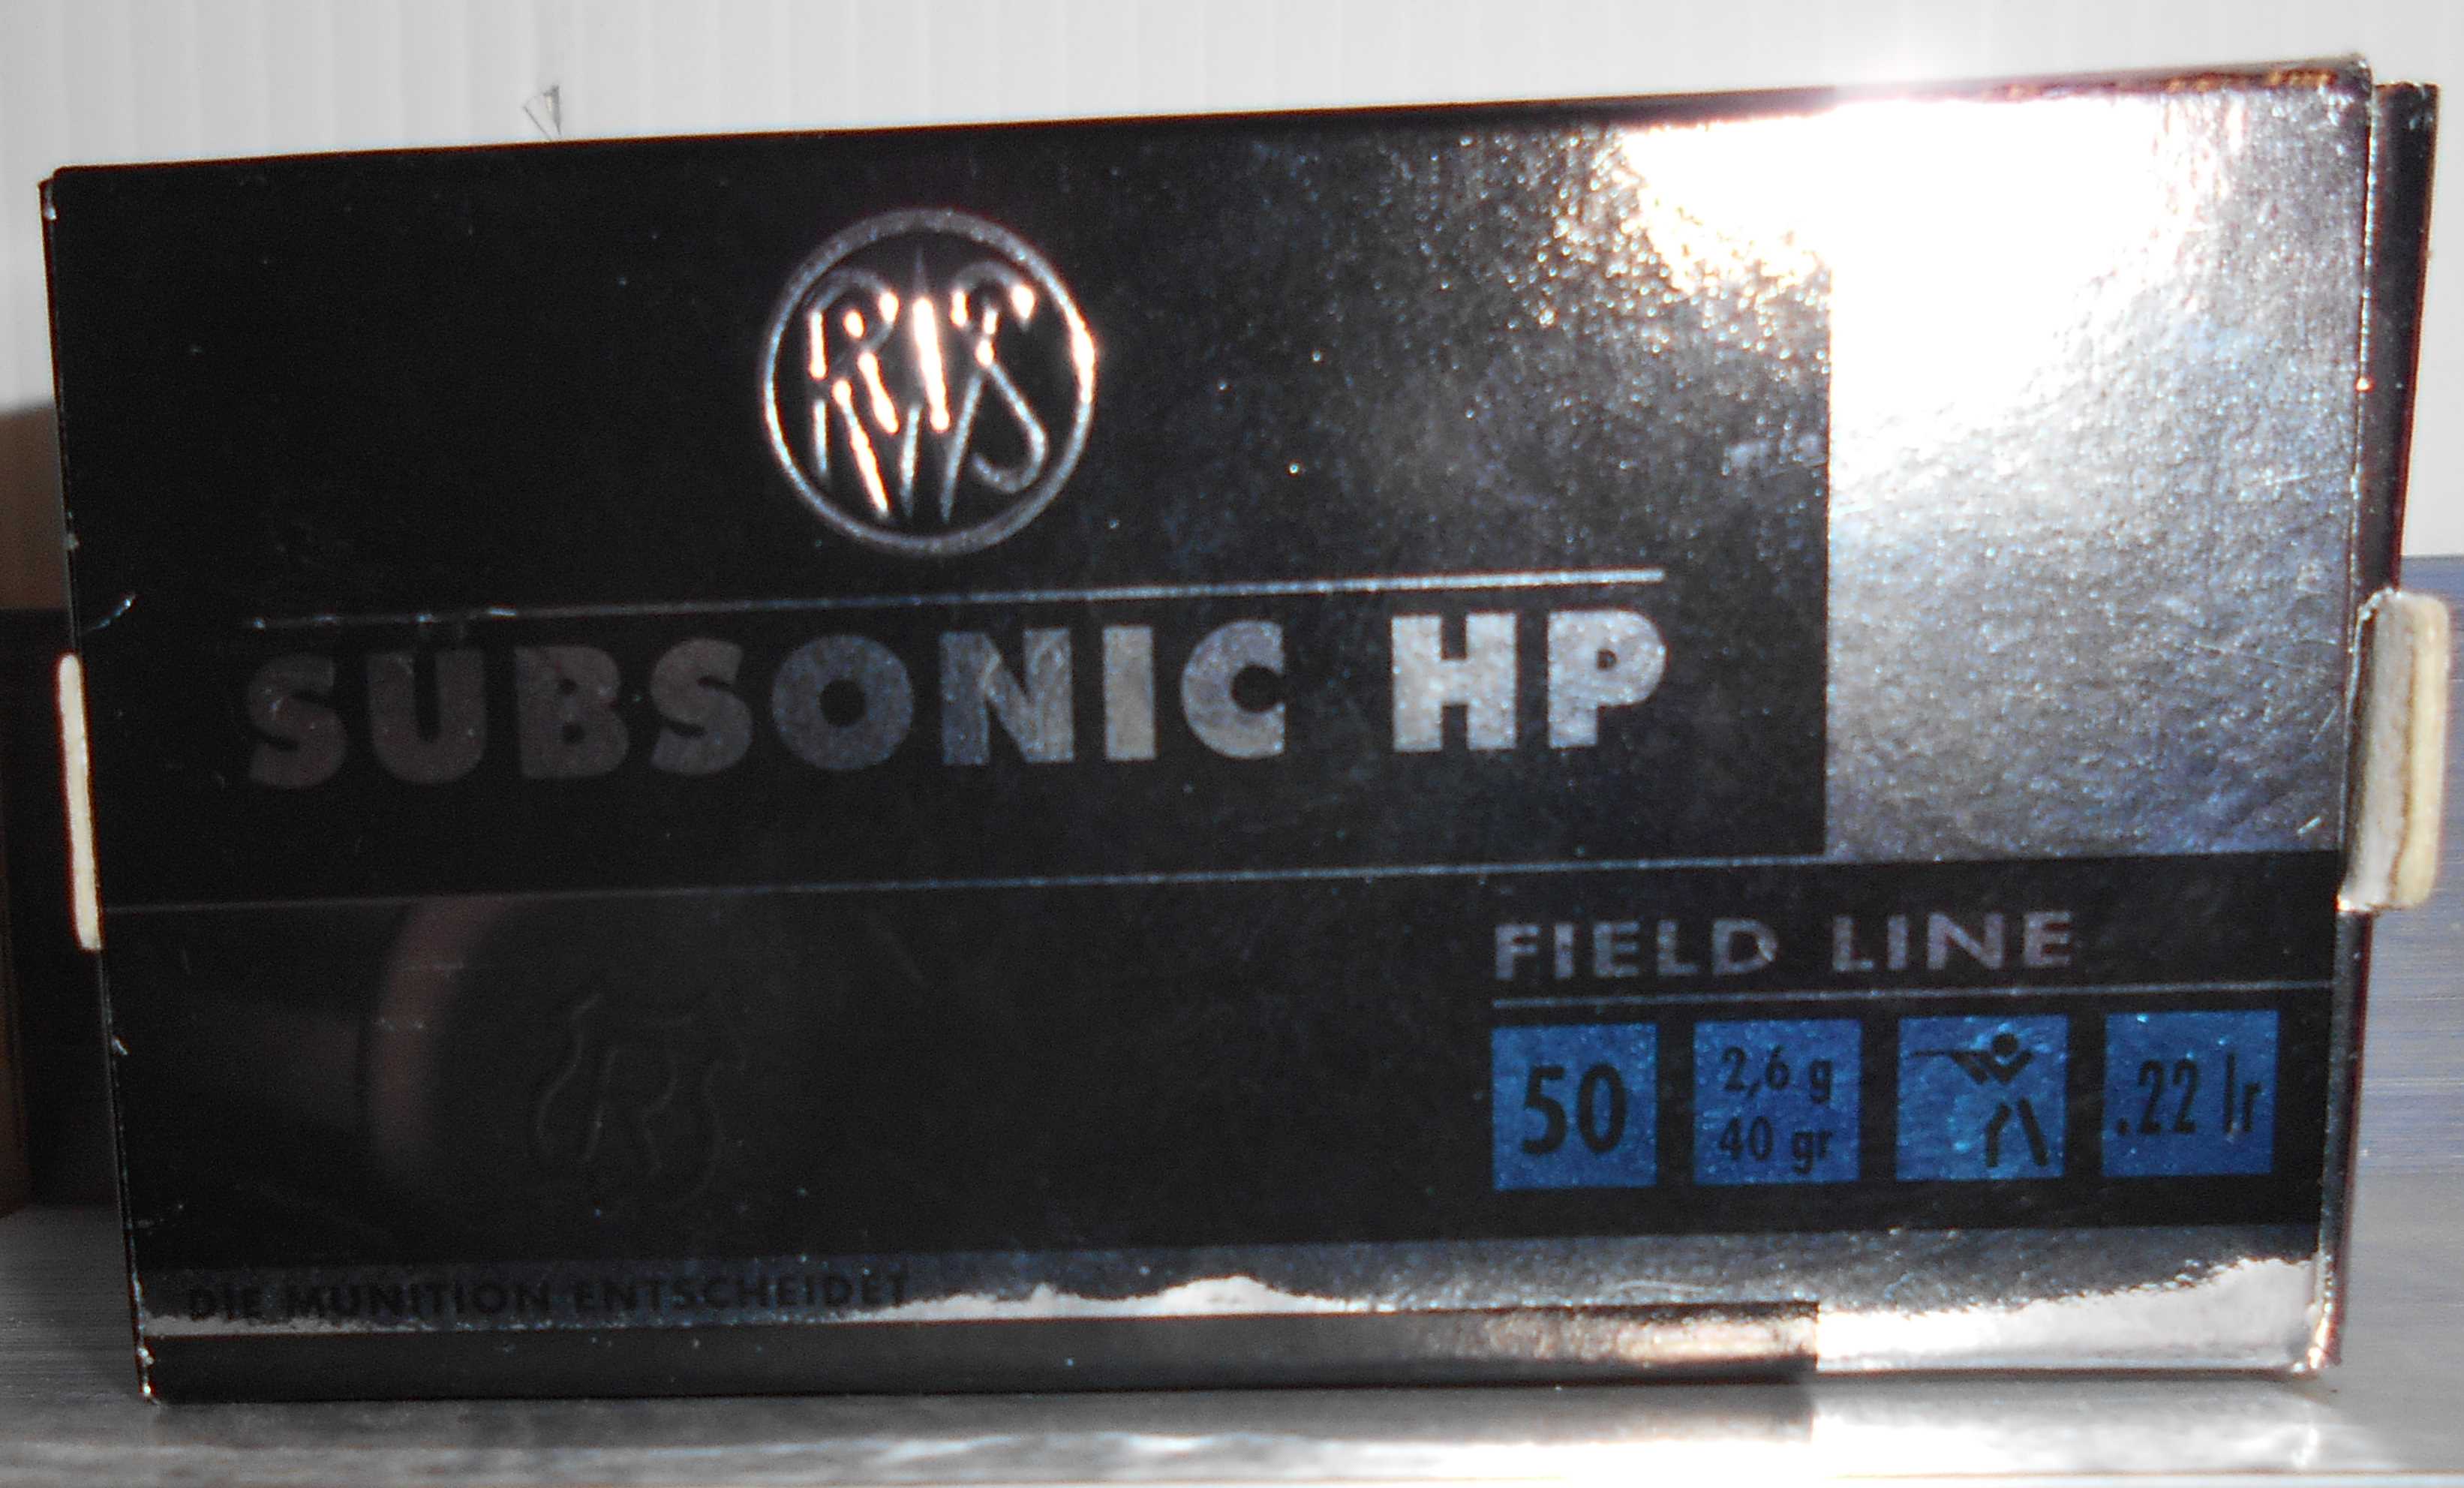 RWS
SUBSONIC HP
FIELD LINE
50
2,6 g
40 gr
.22 lr
DIE MUNITION ENTSCHEIDET